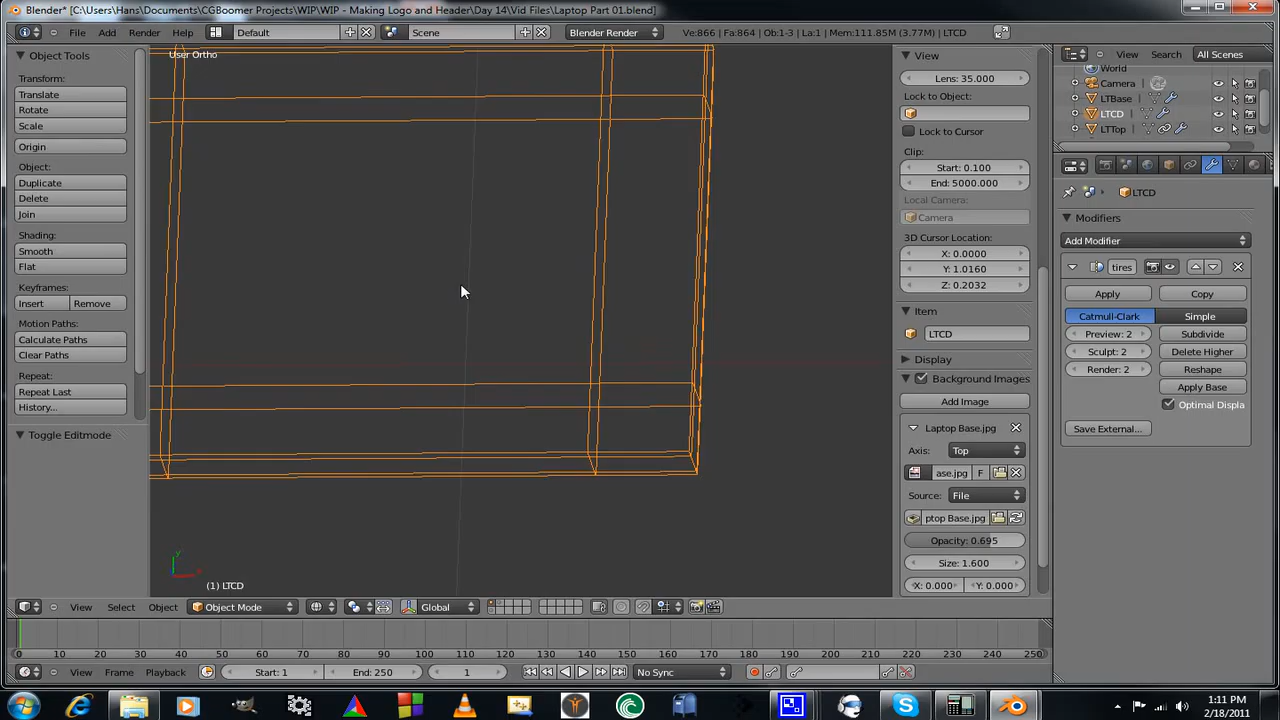 Blender* [C:\Users\Hans\Documents\CGBoomer Projects\WIP\WIP - Making Logo and Header\Day 14\Vid Files\Laptop Part 01.blend]
File Add Render Help Default Scene Blender Render Ve:866 | Fa:864 | Ob:1-3 | La:1 | Mem:111.85M (3.77M) | LTCD
Object Tools
Transform:
Translate
Rotate
Scale
Origin
Object:
Duplicate
Delete
Join
Shading:
Smooth
Flat
Keyframes:
Insert Remove
Motion Paths:
Calculate Paths
Clear Paths
Repeat:
Repeat Last
History...
Toggle Editmode
User Ortho
y
x
(1) LTCD
View Select Object Object Mode Global
View
Lens: 35.000
Lock to Object:
Lock to Cursor
Clip:
Start: 0.100
End: 5000.000
Local Camera:
Camera
3D Cursor Location:
X: 0.0000
Y: 1.0160
Z: 0.2032
Item
LTCD
Display
Background Images
Add Image
Laptop Base.jpg
Axis: Top
ase.jpg F
Source: File
ptop Base.jpg
Opacity: 0.695
Size: 1.600
X: 0.000 Y: 0.000
View Search All Scenes
World
Camera
LTBase
LTCD
LTTop
LTCD
Modifiers
Add Modifier
tires
Apply Copy
Catmull-Clark Simple
Preview: 2 Subdivide
Sculpt: 2 Delete Higher
Render: 2 Reshape
Apply Base
Optimal Displa
Save External...
0 10 20 30 40 50 60 70 80 90 100 110 120 130 140 150 160 170 180 190 200 210 220 230 240 250
View Frame Playback Start: 1 End: 250 1 No Sync
1:11 PM
2/18/2011